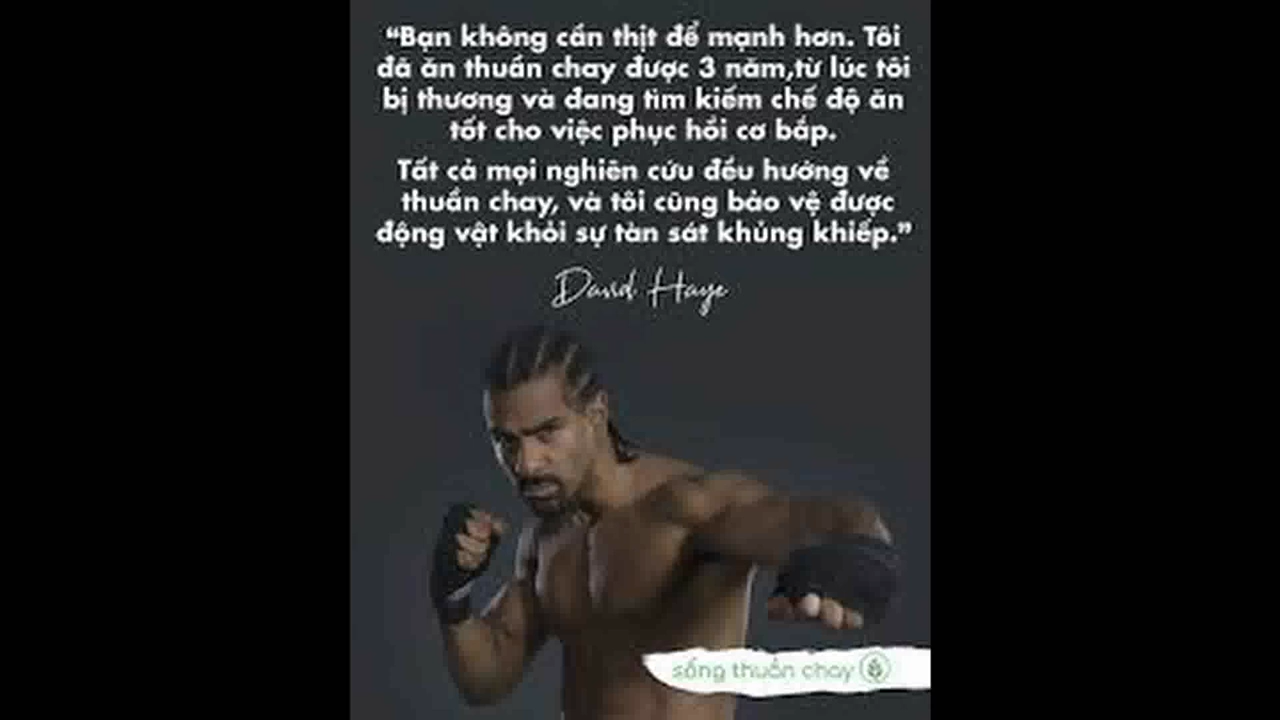 “Bạn không cần thịt để mạnh hơn. Tôi
đã ăn thuần chay được 3 năm,từ lúc tôi
bị thương và đang tìm kiếm chế độ ăn
tốt cho việc phục hồi cơ bắp.
Tất cả mọi nghiên cứu đều hướng về
thuần chay, và tôi cũng bảo vệ được
động vật khỏi sự tàn sát khủng khiếp.”
David Haye
sống thuần chay